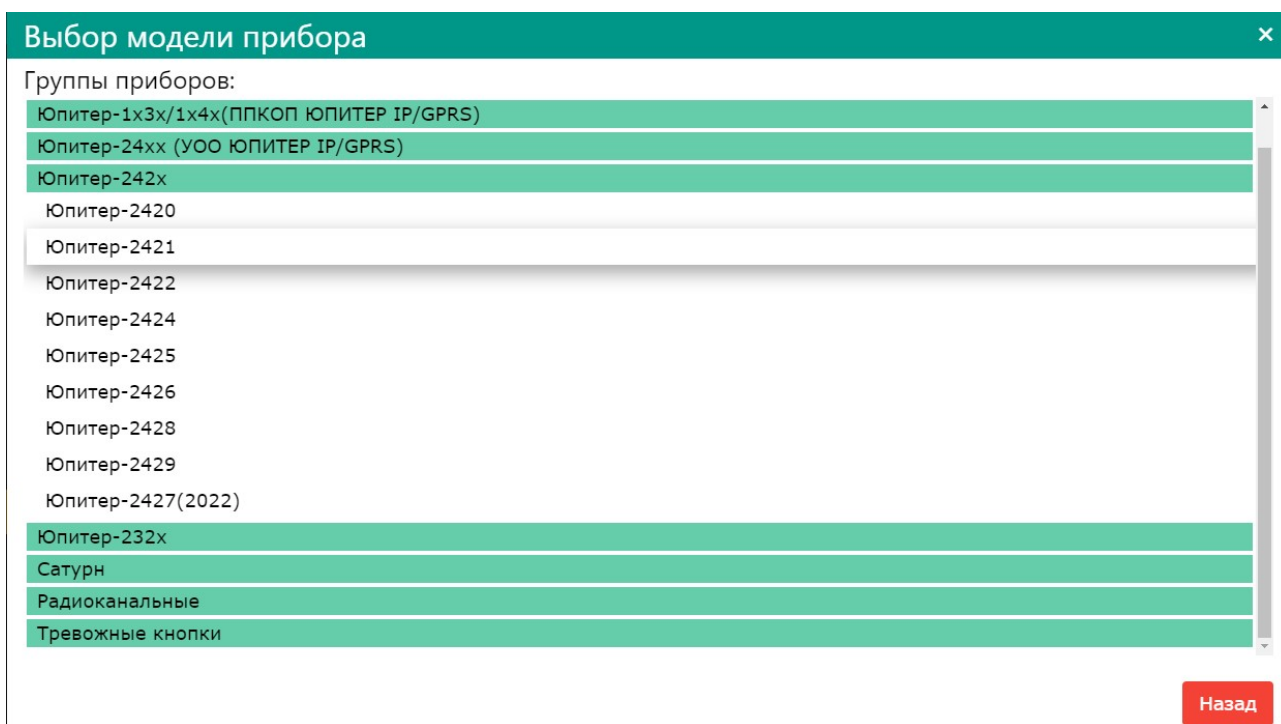 Выбор модели прибора ×
Группы приборов:
Юпитер-1х3х/1х4х(ППКОП ЮПИТЕР IP/GPRS)
Юпитер-24хх (УОО ЮПИТЕР IP/GPRS)
Юпитер-242х
Юпитер-2420
Юпитер-2421
Юпитер-2422
Юпитер-2424
Юпитер-2425
Юпитер-2426
Юпитер-2428
Юпитер-2429
Юпитер-2427(2022)
Юпитер-232х
Сатурн
Радиоканальные
Тревожные кнопки
Назад